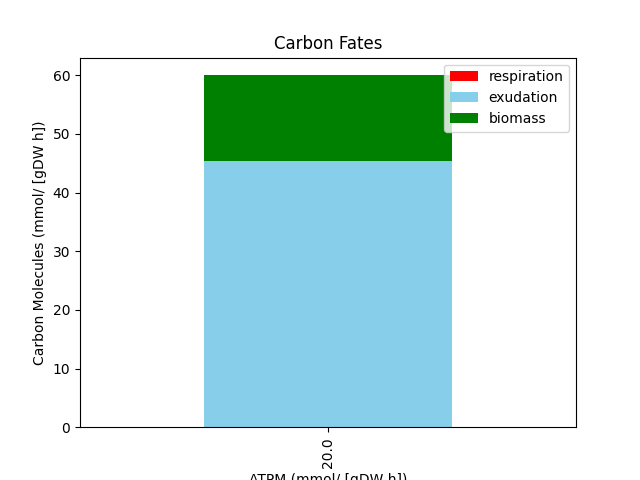 Carbon Fates
respiration
exudation
biomass
Carbon Molecules (mmol/ [gDW h])
60
50
40
30
20
10
0
20.0
ATPM (mmol/ [gDW h])